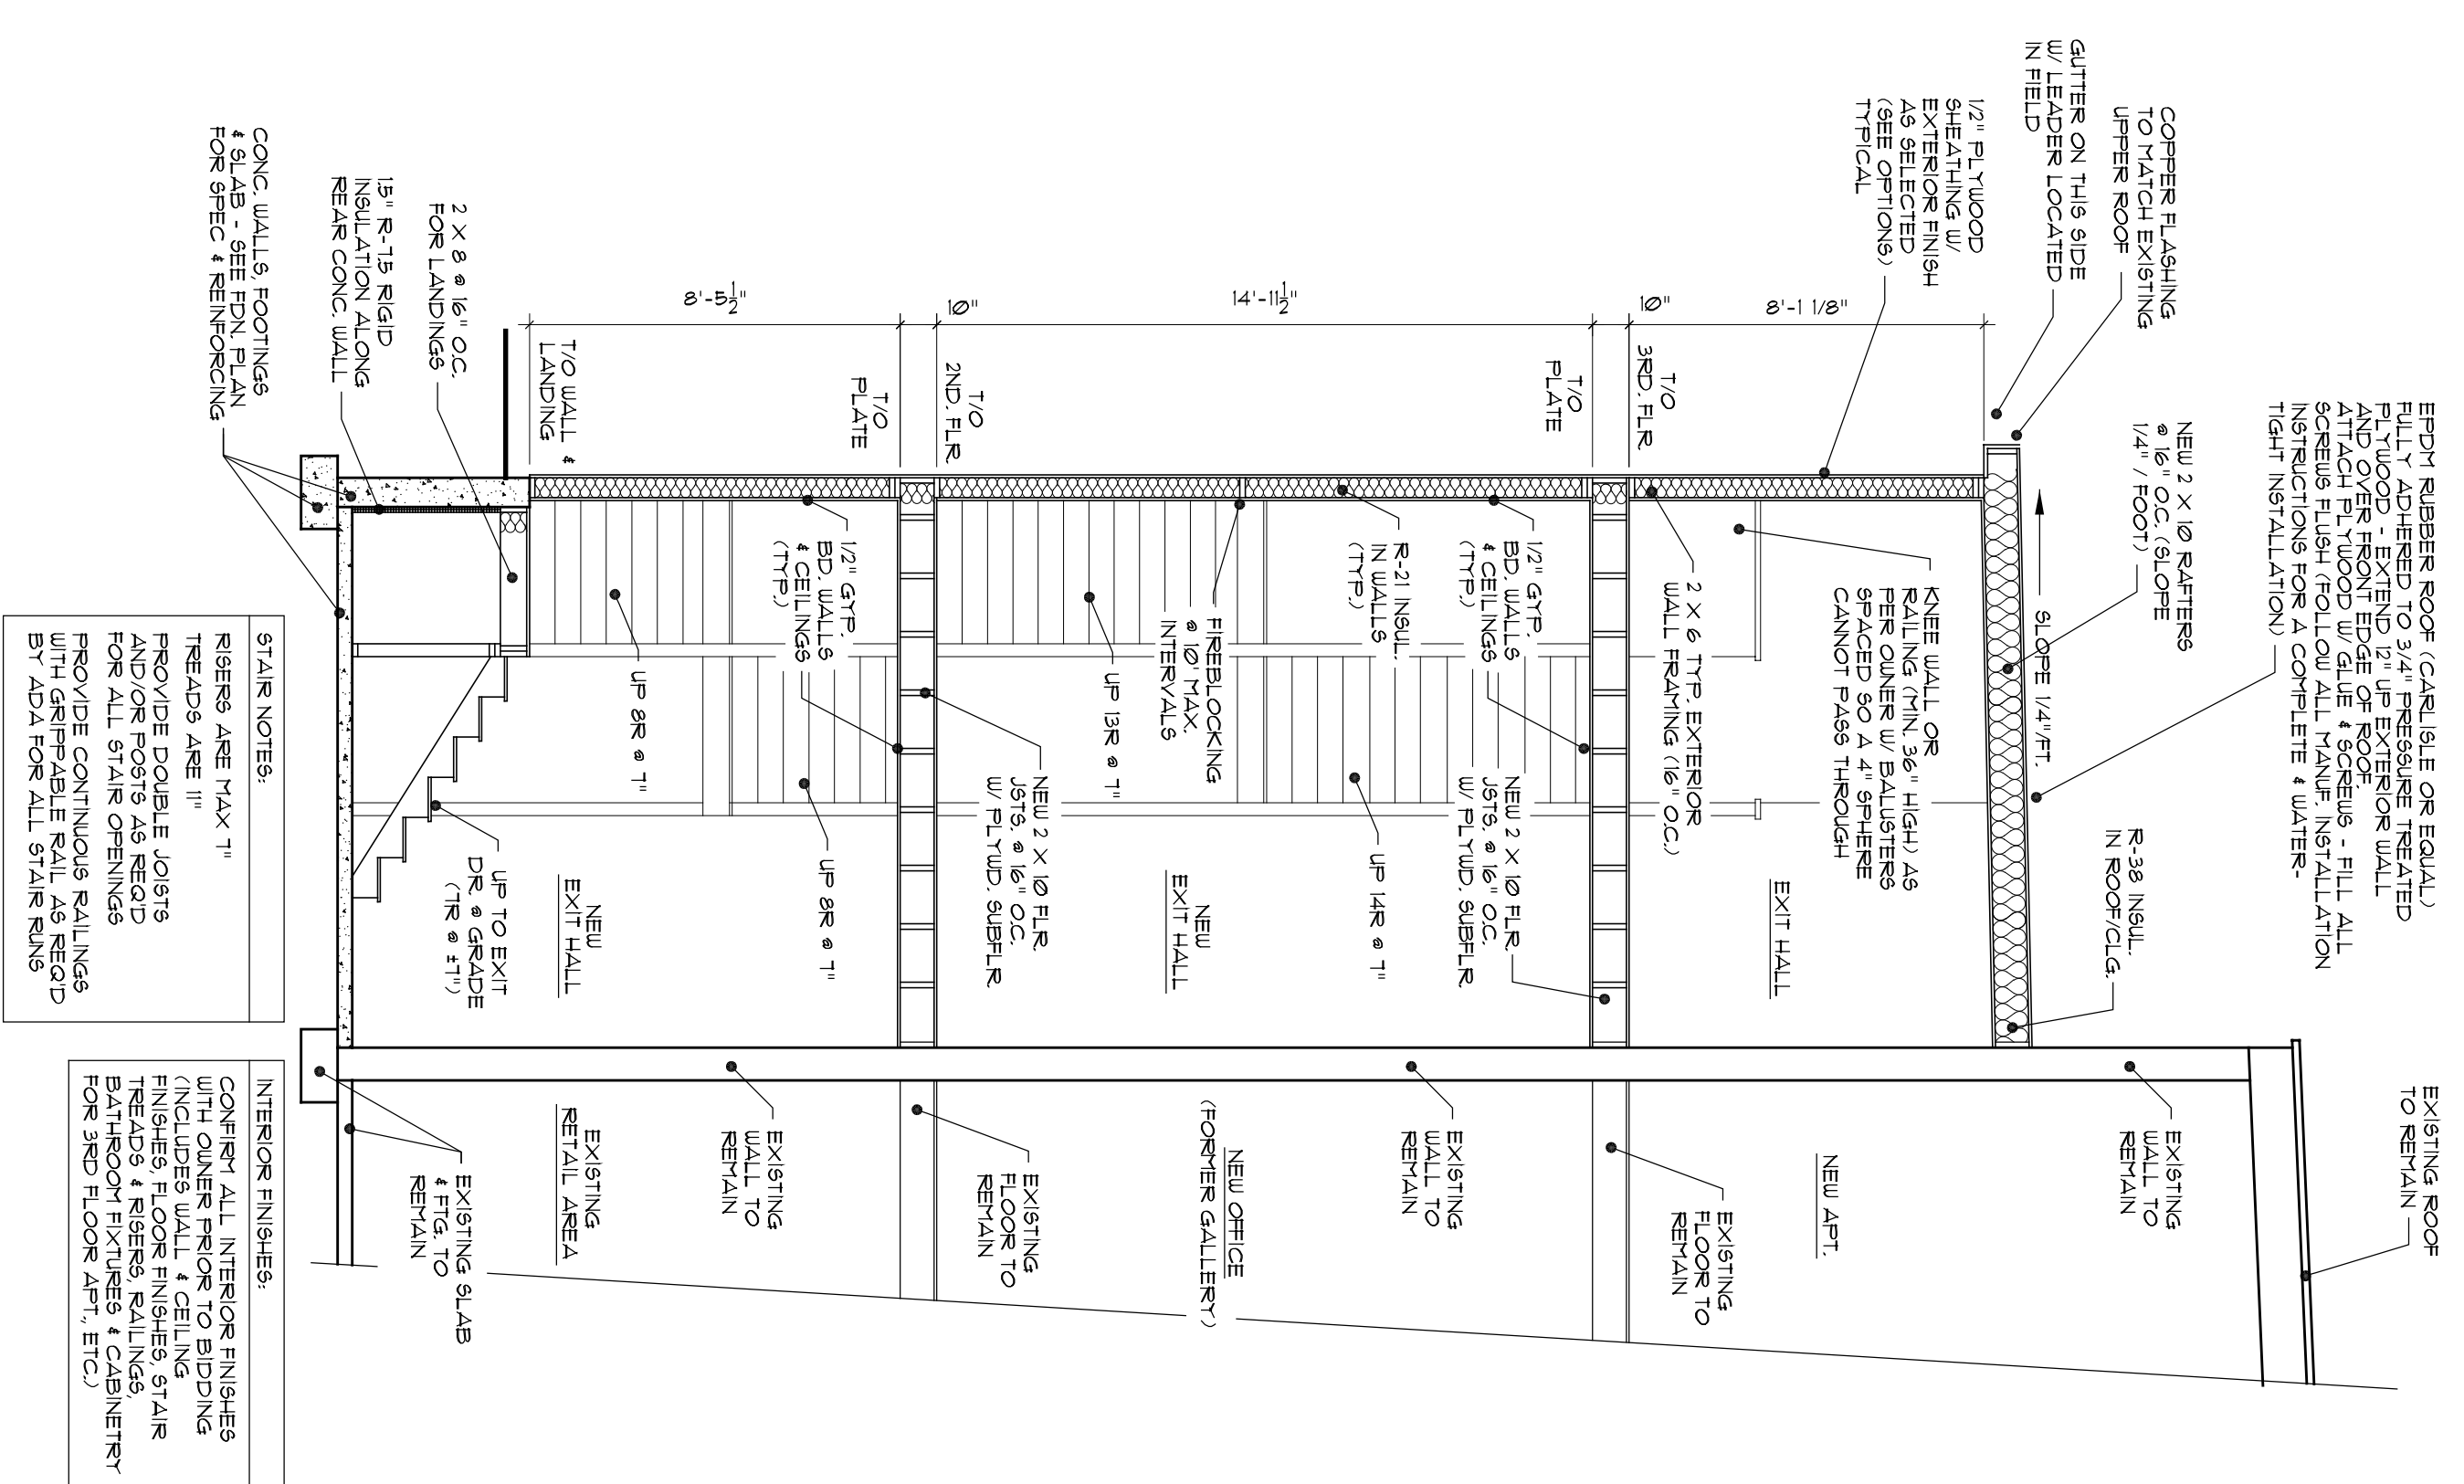 EPDM RUBBER ROOF (CARLISLE OR EQUAL)
FULLY ADHERED TO 3/4" PRESSURE TREATED
PLYWOOD - EXTEND 12" UP EXTERIOR WALL
AND OVER FRONT EDGE OF ROOF.
ATTACH PLYWOOD W/ GLUE & SCREWS - FILL ALL
SCREWS FLUSH (FOLLOW ALL MANUF. INSTALLATION
INSTRUCTIONS FOR A COMPLETE & WATER-
TIGHT INSTALLATION)
EXISTING ROOF
TO REMAIN
COPPER FLASHING
TO MATCH EXISTING
UPPER ROOF
NEW 2 X 10 RAFTERS
@ 16" O.C. (SLOPE
1/4" / FOOT)
R-38 INSUL.
IN ROOF/CLG.
EXISTING
WALL TO
REMAIN
GUTTER ON THIS SIDE
W/ LEADER LOCATED
IN FIELD
SLOPE 1/4"/FT.
1/2" PLYWOOD
SHEATHING W/
EXTERIOR FINISH
AS SELECTED
(SEE OPTIONS)
TYPICAL
8'-1 1/8"
KNEE WALL OR
RAILING (MIN. 36" HIGH) AS
PER OWNER W/ BALUSTERS
SPACED SO A 4" SPHERE
CANNOT PASS THROUGH
EXIT HALL
NEW APT.
2 X 6 TYP. EXTERIOR
WALL FRAMING (16" O.C.)
T/O
3RD. FLR.
10"
EXISTING
FLOOR TO
REMAIN
T/O
PLATE
1/2" GYP.
BD. WALLS
& CEILINGS
(TYP.)
NEW 2 X 10 FLR.
JSTS. @ 16" O.C.
W/ PLYWD. SUBFLR.
EXISTING
WALL TO
REMAIN
R-21 INSUL.
IN WALLS
(TYP.)
UP 14R @ 7"
14'-11 1/2"
FIREBLOCKING
@ 10' MAX.
INTERVALS
NEW
EXIT HALL
NEW OFFICE
(FORMER GALLERY)
UP 13R @ 7"
T/O
2ND. FLR.
10"
NEW 2 X 10 FLR.
JSTS. @ 16" O.C.
W/ PLYWD. SUBFLR.
EXISTING
FLOOR TO
REMAIN
T/O
PLATE
1/2" GYP.
BD. WALLS
& CEILINGS
(TYP.)
UP 8R @ 7"
EXISTING
WALL TO
REMAIN
8'-5 1/2"
UP 8R @ 7"
T/O WALL &
LANDING
NEW
EXIT HALL
EXISTING
RETAIL AREA
2 X 8 @ 16" O.C.
FOR LANDINGS
UP TO EXIT
DR. @ GRADE
(7R @ ±7")
EXISTING SLAB
& FTG. TO
REMAIN
1.5" R-7.5 RIGID
INSULATION ALONG
REAR CONC. WALL
CONC. WALLS, FOOTINGS
& SLAB - SEE FDN. PLAN
FOR SPEC & REINFORCING
STAIR NOTES:
RISERS ARE MAX 7"
TREADS ARE 11"
PROVIDE DOUBLE JOISTS
AND/OR POSTS AS REQ'D
FOR ALL STAIR OPENINGS
PROVIDE CONTINUOUS RAILINGS
WITH GRIPPABLE RAIL AS REQ'D
BY ADA FOR ALL STAIR RUNS
INTERIOR FINISHES:
CONFIRM ALL INTERIOR FINISHES
WITH OWNER PRIOR TO BIDDING
(INCLUDES WALL & CEILING
FINISHES, FLOOR FINISHES, STAIR
TREADS & RISERS, RAILINGS,
BATHROOM FIXTURES & CABINETRY
FOR 3RD FLOOR APT., ETC.)